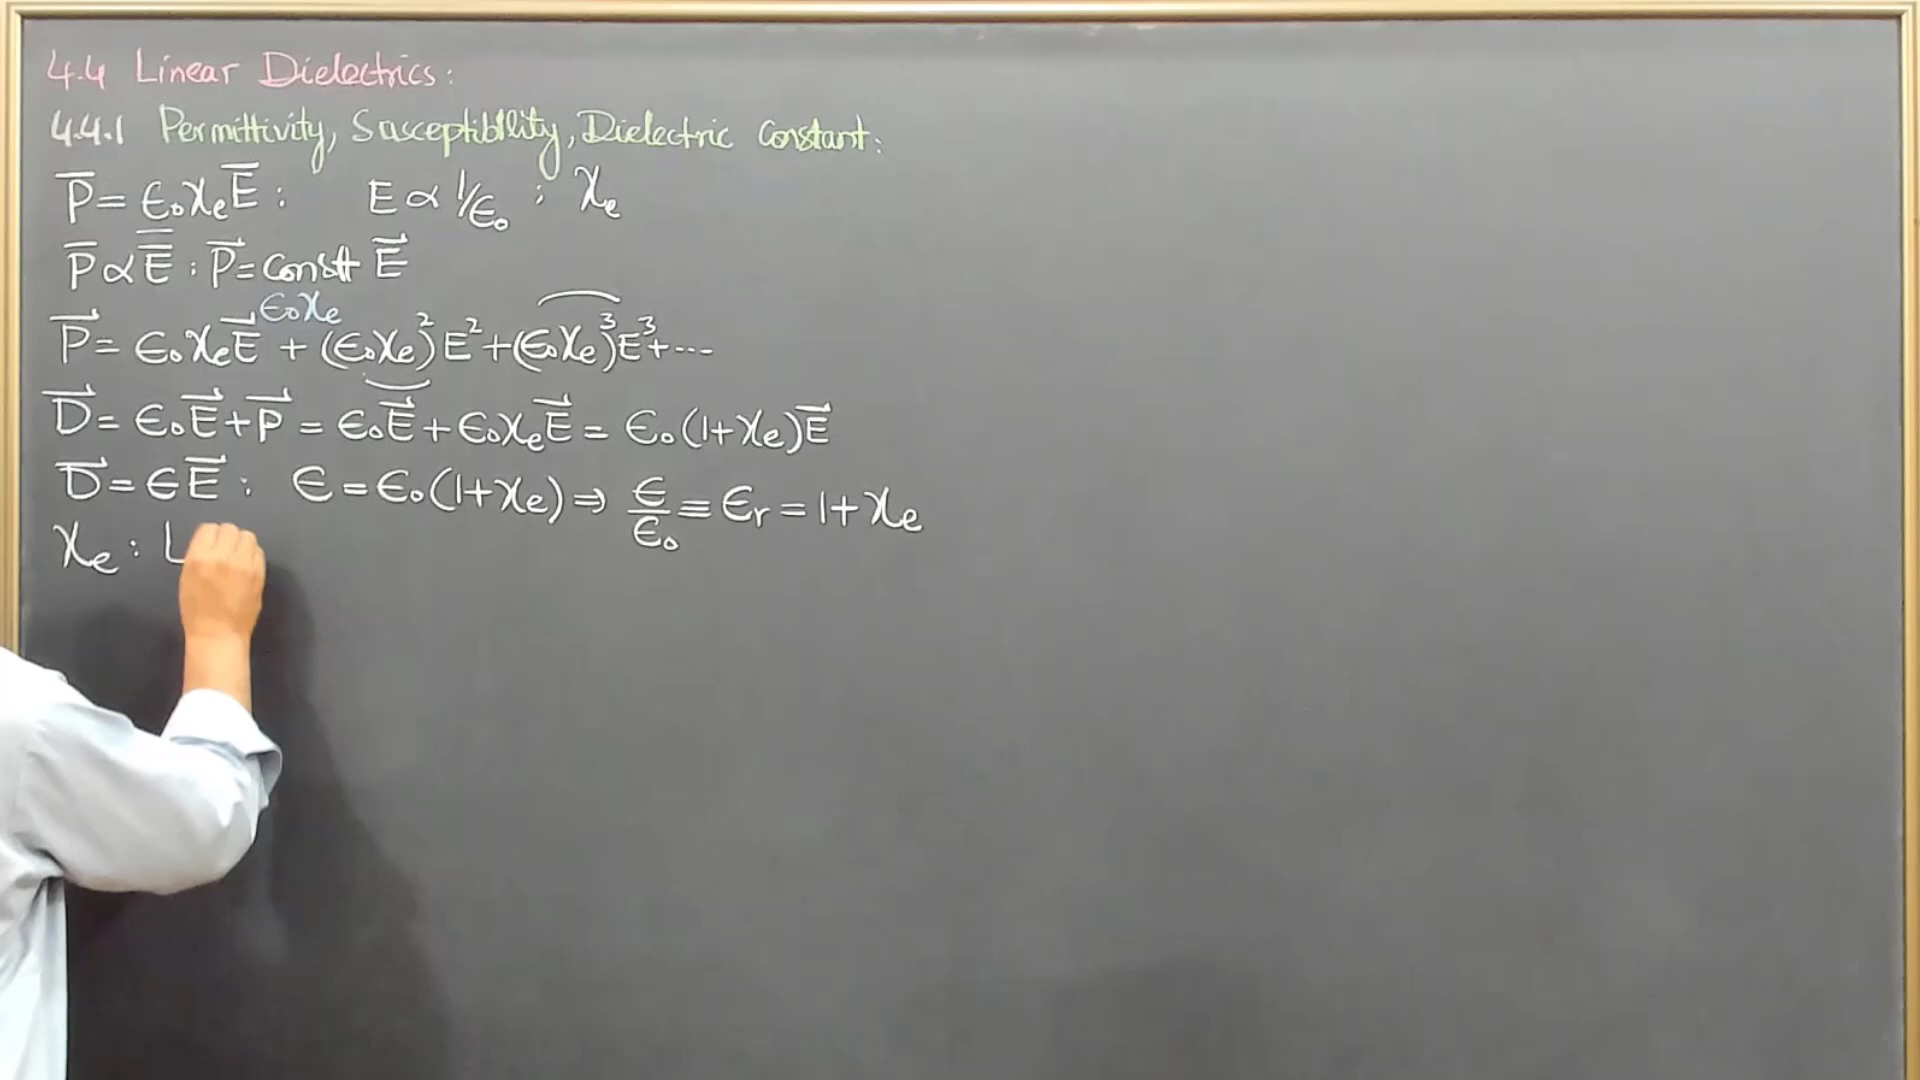 4.4 Linear Dielectrics:
4.4.1 Permittivity, Susceptibility, Dielectric Constant:
P̅ = ϵ₀χₑE̅ : E ∝ 1/ϵ₀ ; χₑ
P̅ ∝ E̅ : P⃗ = Const E⃗
ϵ₀χₑ
P⃗ = ϵ₀χₑE⃗ + (ϵ₀χₑ)²E² + (ϵ₀χₑ)³E³ + ...
D⃗ = ϵ₀E⃗ + P⃗ = ϵ₀E⃗ + ϵ₀χₑE⃗ = ϵ₀(1+χₑ)E⃗
D⃗ = ϵE⃗ : ϵ = ϵ₀(1+χₑ) ⇒ ϵ/ϵ₀ ≡ ϵᵣ = 1+χₑ
χₑ : L